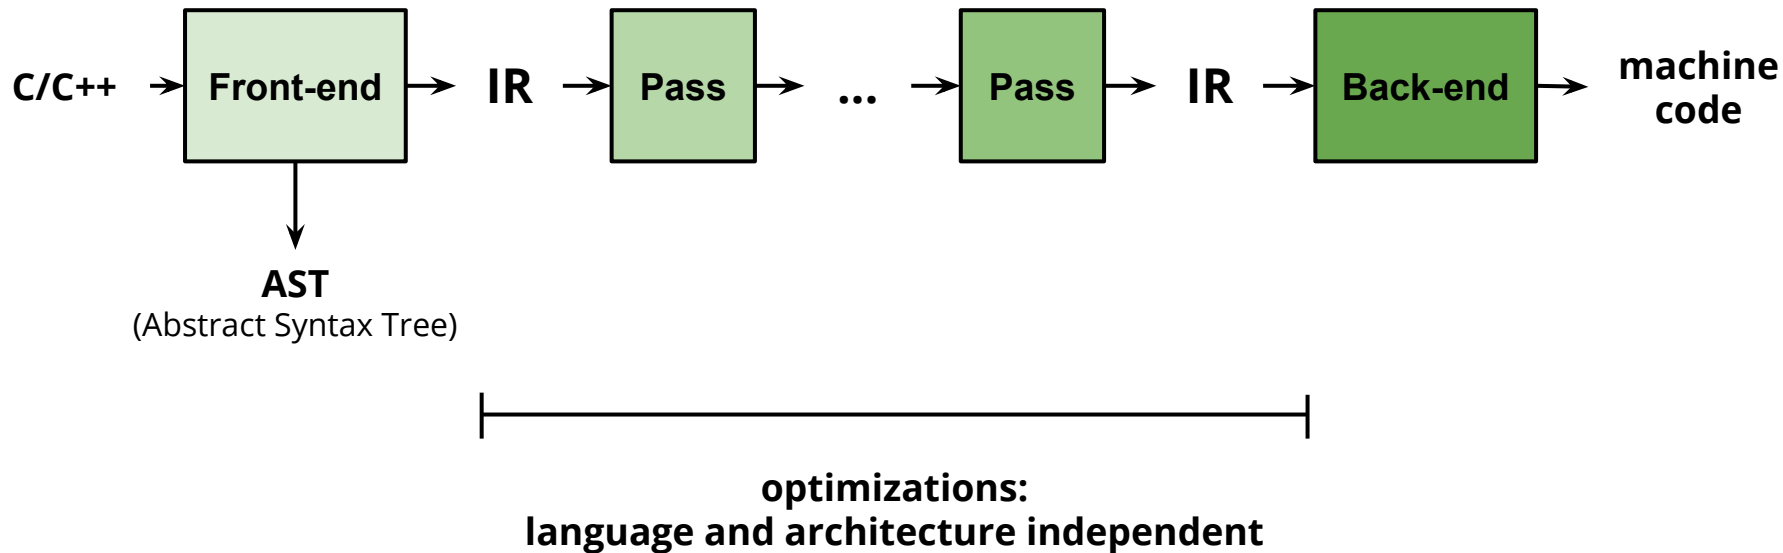 C/C++
Front-end
IR
Pass
...
Pass
IR
Back-end
machine
code
AST
(Abstract Syntax Tree)
optimizations:
language and architecture independent